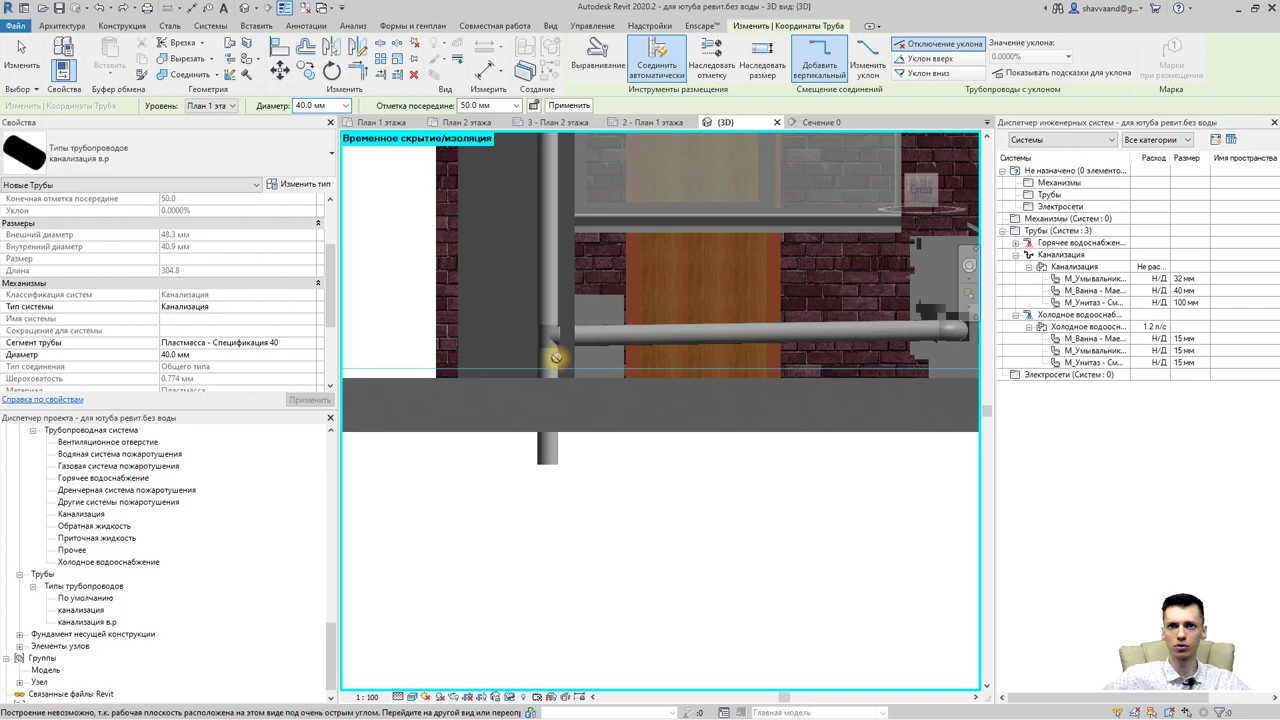 Autodesk Revit 2020.2 - для ютуба ревит.без воды - 3D вид: {3D}
shavvaand@g...
Файл Архитектура Конструкция Сталь Системы Вставить Аннотации Анализ Формы и генплан Совместная работа Вид Управление Надстройки Enscape™ Изменить | Координаты Труба
Изменить
Свойства
Вставить
Врезка
Вырезать
Соединить
Выравнивание
Соединить автоматически
Наследовать отметку
Наследовать размер
Добавить вертикальный
Изменить уклон
Отключение уклона
Уклон вверх
Уклон вниз
Значение уклона:
0.0000%
Показывать подсказки для уклона
Марки при размещении
Выбор Свойства Буфер обмена Геометрия Изменить Вид Измерить Создание Инструменты размещения Смещение соединений Трубопроводы с уклоном Марка
Изменить | Координаты Труба Уровень: План 1 эта Диаметр: 40.0 мм Отметка посередине: 50.0 мм Применить
Свойства
Типы трубопроводов
канализация в.р
Новые Трубы Изменить тип
Конечная отметка посередине 50.0
Уклон 0.0000%
Размеры
Внешний диаметр 48.3 мм
Внутренний диаметр 40.9 мм
Размер
Длина 304.8
Механизмы
Классификация систем Канализация
Тип системы Канализация
Имя системы
Сокращение для системы
Сегмент трубы Пластмасса - Спецификация 40
Диаметр 40.0 мм
Тип соединения Общего типа
Шероховатость 0.774 мм
Материал Пластмасса
Справка по свойствам Применить
Диспетчер проекта - для ютуба ревит.без воды
Трубопроводная система
Вентиляционное отверстие
Водяная система пожаротушения
Газовая система пожаротушения
Горячее водоснабжение
Дренчерная система пожаротушения
Другие системы пожаротушения
Канализация
Обратная жидкость
Приточная жидкость
Прочее
Холодное водоснабжение
Трубы
Типы трубопроводов
По умолчанию
канализация
канализация в.р
Фундамент несущей конструкции
Элементы узлов
Группы
Модель
Узел
Связанные файлы Revit
План 1 этажа План 2 этажа 3 - План 2 этажа 2 - План 1 этажа {3D} Сечение 0
Временное скрытие/изоляция
Слева
1 : 100
Диспетчер инженерных систем - для ютуба ревит.без воды
Системы Все категории
Системы Расход Размер Имя пространства
Не назначено (0 элементо...
Механизмы
Трубы
Электросети
Механизмы (Систем : 0)
Трубы (Систем : 3)
Горячее водоснабжен...
Канализация
Канализация Не рас...
М_Умывальник... Н/Д 32 мм
М_Ванна - Мае... Н/Д 40 мм
М_Унитаз - См... Н/Д 100 мм
Холодное водоснаб...
Холодное водоосн... 1.2 л/с
М_Ванна - Мае... Н/Д 15 мм
М_Умывальник... Н/Д 15 мм
М_Унитаз - См... Н/Д 15 мм
Электросети (Систем : 0)
Построение невозможно, т.к. рабочая плоскость расположена на этом виде под очень острым углом. Перейдите на другой вид или переопр
:0 Главная модель :0